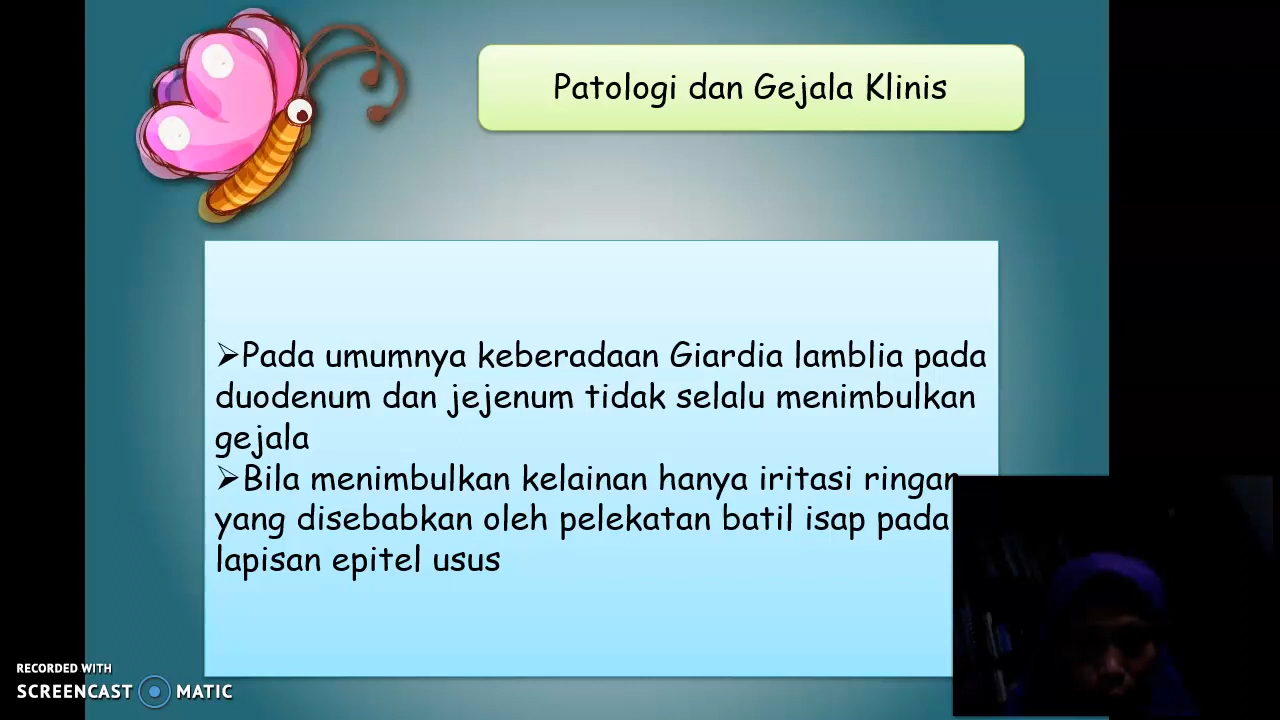 Patologi dan Gejala Klinis
➢Pada umumnya keberadaan Giardia lamblia pada
duodenum dan jejenum tidak selalu menimbulkan
gejala
➢Bila menimbulkan kelainan hanya iritasi ringan
yang disebabkan oleh pelekatan batil isap pada
lapisan epitel usus
RECORDED WITH
SCREENCAST MATIC